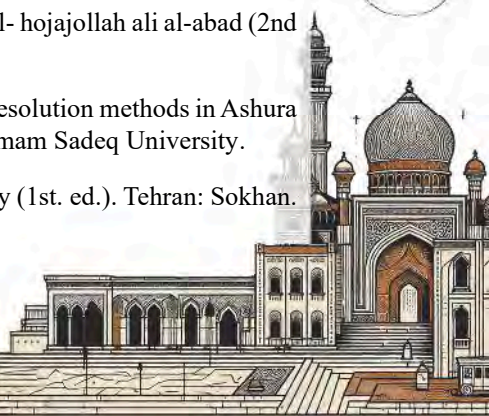 l- hojajollah ali al-abad (2nd
esolution methods in Ashura
mam Sadeq University.
y (1st. ed.). Tehran: Sokhan.